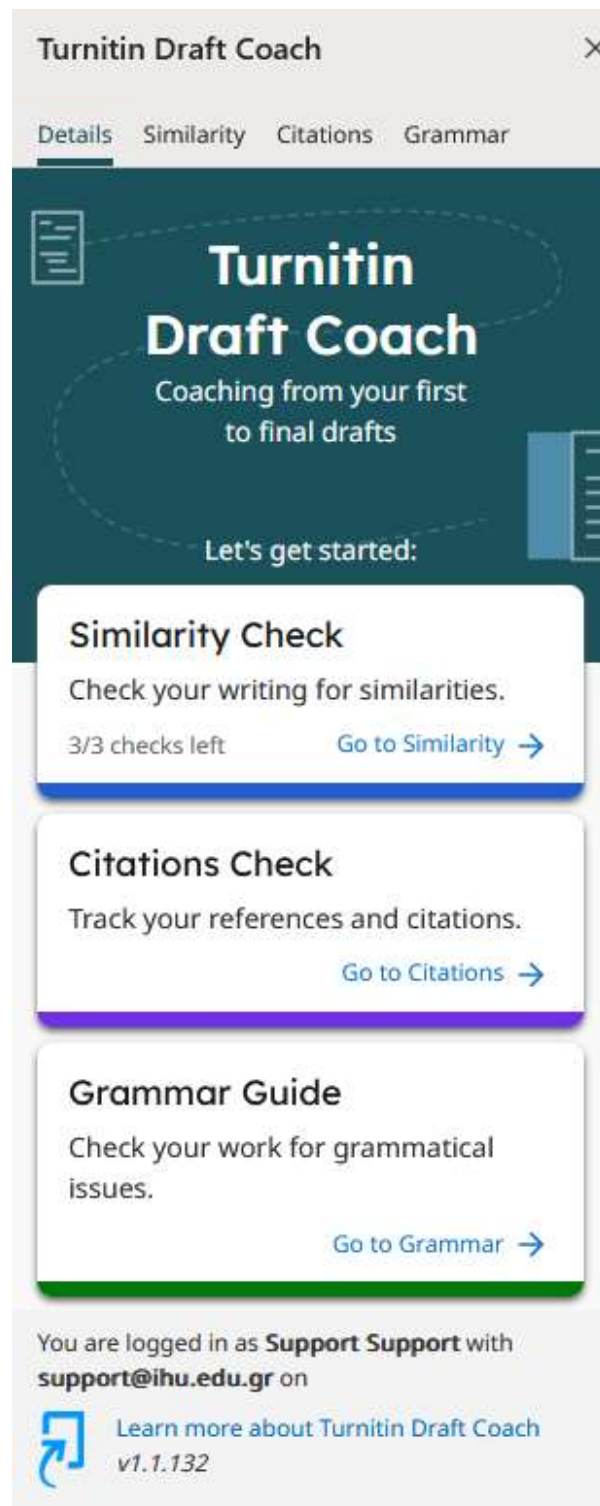 Turnitin Draft Coach
Details Similarity Citations Grammar
Turnitin
Draft Coach
Coaching from your first
to final drafts
Let's get started:
Similarity Check
Check your writing for similarities.
3/3 checks left Go to Similarity →
Citations Check
Track your references and citations.
Go to Citations →
Grammar Guide
Check your work for grammatical
issues.
Go to Grammar →
You are logged in as Support Support with
support@ihu.edu.gr on
Learn more about Turnitin Draft Coach
v1.1.132